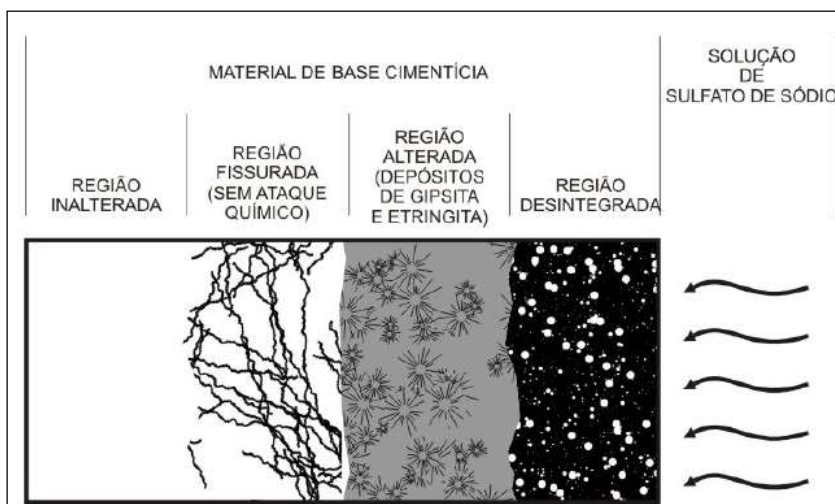 MATERIAL DE BASE CIMENTÍCIA
SOLUÇÃO
DE
SULFATO DE SÓDIO
REGIÃO
INALTERADA
REGIÃO
FISSURADA
(SEM ATAQUE
QUÍMICO)
REGIÃO
ALTERADA
(DEPÓSITOS
DE GIPSITA
E ETRINGITA)
REGIÃO
DESINTEGRADA